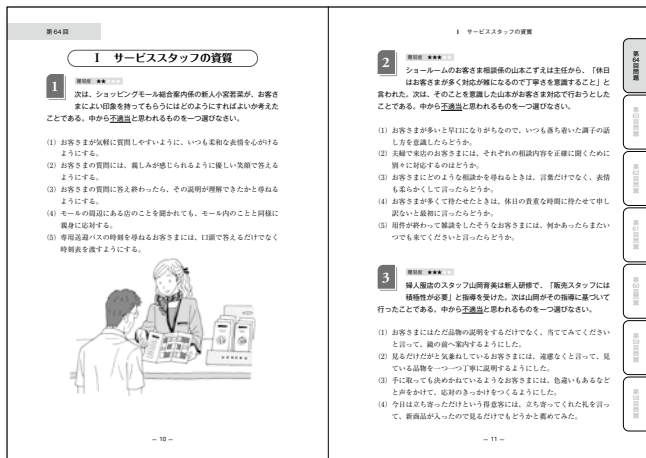 第64回
Ⅰ サービススタッフの資質
1
難易度 ★★
次は、ショッピングモール総合案内係の新人小宮若菜が、お客さ
まによい印象を持ってもらうにはどのようにすればよいか考えた
ことである。中から不適当と思われるものを一つ選びなさい。
(1) お客さまが気軽に質問しやすいように、いつも柔和な表情を心がける
ようにする。
(2) お客さまの質問には、親しみが感じられるように優しい笑顔で答える
ようにする。
(3) お客さまの質問に答え終わったら、その説明が理解できたかと尋ねる
ようにする。
(4) モールの周辺にある店のことを聞かれても、モール内のことと同様に
親身に応対する。
(5) 専用送迎バスの時刻を尋ねるお客さまには、口頭で答えるだけでなく
時刻表を渡すようにする。
― 10 ―
Ⅰ サービススタッフの資質
2
難易度 ★★★
ショールームのお客さま相談係の山本こずえは主任から、「休日
はお客さまが多く対応が雑になるので丁寧さを意識すること」と
言われた。次は、そのことを意識した山本がお客さま対応で行おうとした
ことである。中から不適当と思われるものを一つ選びなさい。
(1) お客さまが多いと早口になりがちなので、いつも落ち着いた調子の話
し方を意識したらどうか。
(2) 夫婦で来店のお客さまには、それぞれの相談内容を正確に聞くために
別々に対応するのはどうか。
(3) お客さまにどのような相談かを尋ねるときは、言葉だけでなく、表情
も柔らかくして言ったらどうか。
(4) お客さまが多くて待たせたときは、休日の貴重な時間に待たせて申し
訳ないと最初に言ったらどうか。
(5) 用件が終わって雑談をしたそうなお客さまには、何かあったらまたい
つでも来てくださいと言ったらどうか。
3
難易度 ★★★
婦人服店のスタッフ山岡育美は新人研修で、「販売スタッフには
積極性が必要」と指導を受けた。次は山岡がその指導に基づいて
行ったことである。中から不適当と思われるものを一つ選びなさい。
(1) お客さまにはただ品物の説明をするだけでなく、当ててみてください
と言って、鏡の前へ案内するようにした。
(2) 見るだけだがと気兼ねしているお客さまには、遠慮なくと言って、見
ている品物を一つ一つ丁寧に説明するようにした。
(3) 手に取っても決めかねているようなお客さまには、色違いもあるなど
と声をかけて、応対のきっかけをつくるようにした。
(4) 今日は立ち寄っただけという得意客には、立ち寄ってくれた礼を言っ
て、新商品が入ったので見るだけでもどうかと薦めてみた。
― 11 ―
第64回問題
第63回問題
第62回問題
第61回問題
第60回問題
第59回問題
第58回問題